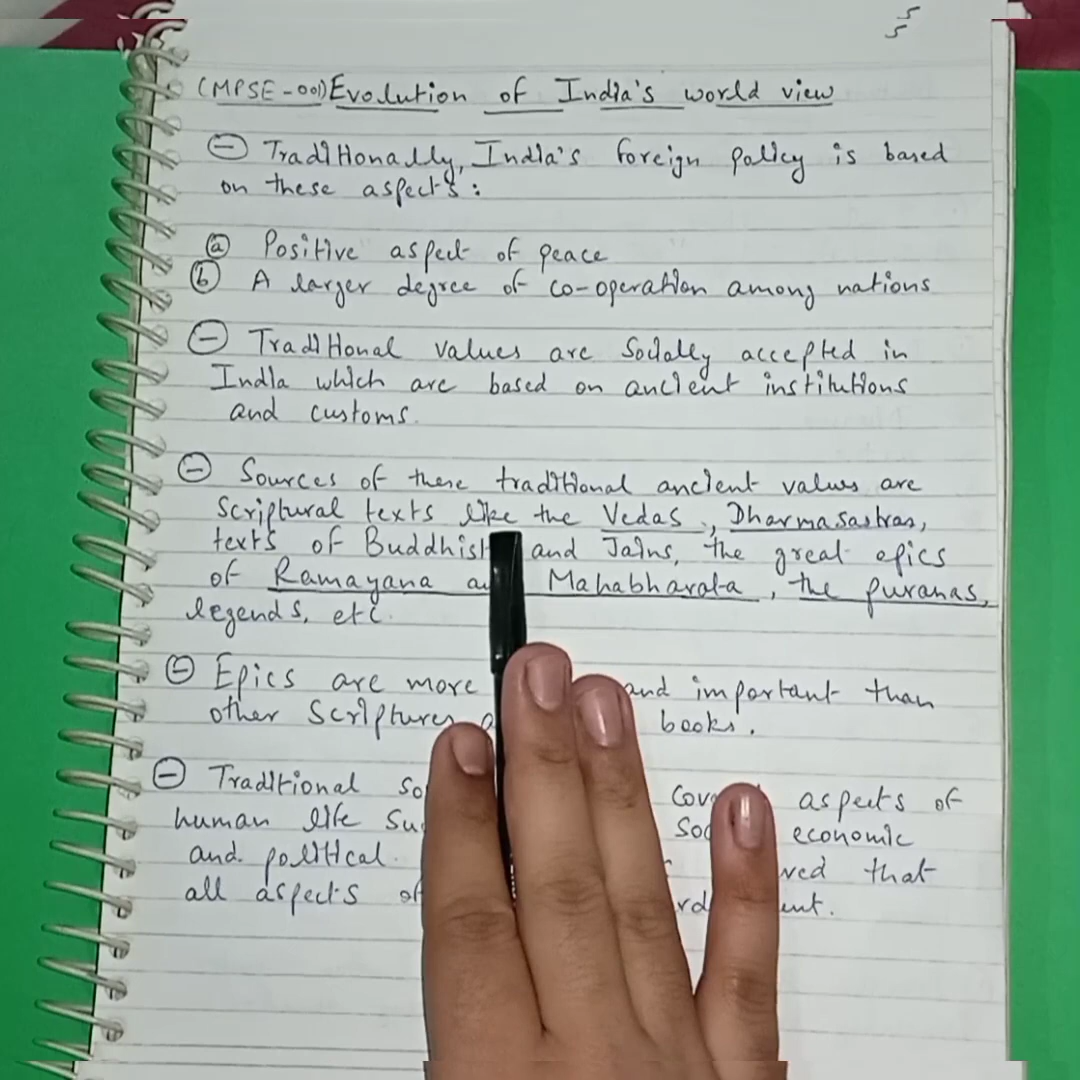 5
5
(MPSE-001) Evolution of India's world view
Traditionally, India's foreign policy is based
on these aspects:
(a) Positive aspect of peace
(b) A larger degree of co-operation among nations
Traditional values are socially accepted in
India which are based on ancient institutions
and customs.
Sources of these traditional ancient values are
scriptural texts like the Vedas, Dharmasastras,
texts of Buddhist and Jains, the great epics
of Ramayana Mahabharata, the puranas,
legends, etc.
Epics are more and important than
other Scriptures books.
Traditional aspects of
human life economic
and political. that
all aspects of